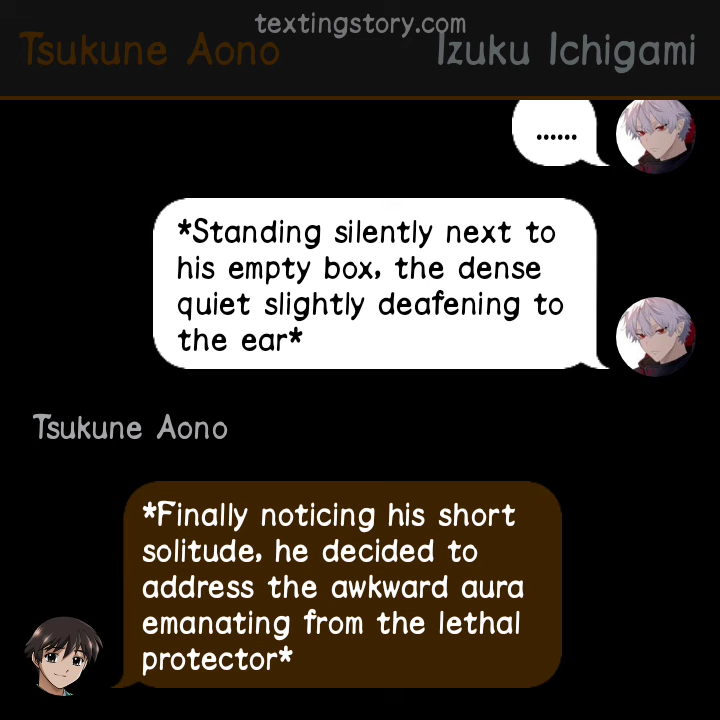 textingstory.com
Tsukune Aono
Izuku Ichigami
......
*Standing silently next to
his empty box, the dense
quiet slightly deafening to
the ear*
Tsukune Aono
*Finally noticing his short
solitude, he decided to
address the awkward aura
emanating from the lethal
protector*